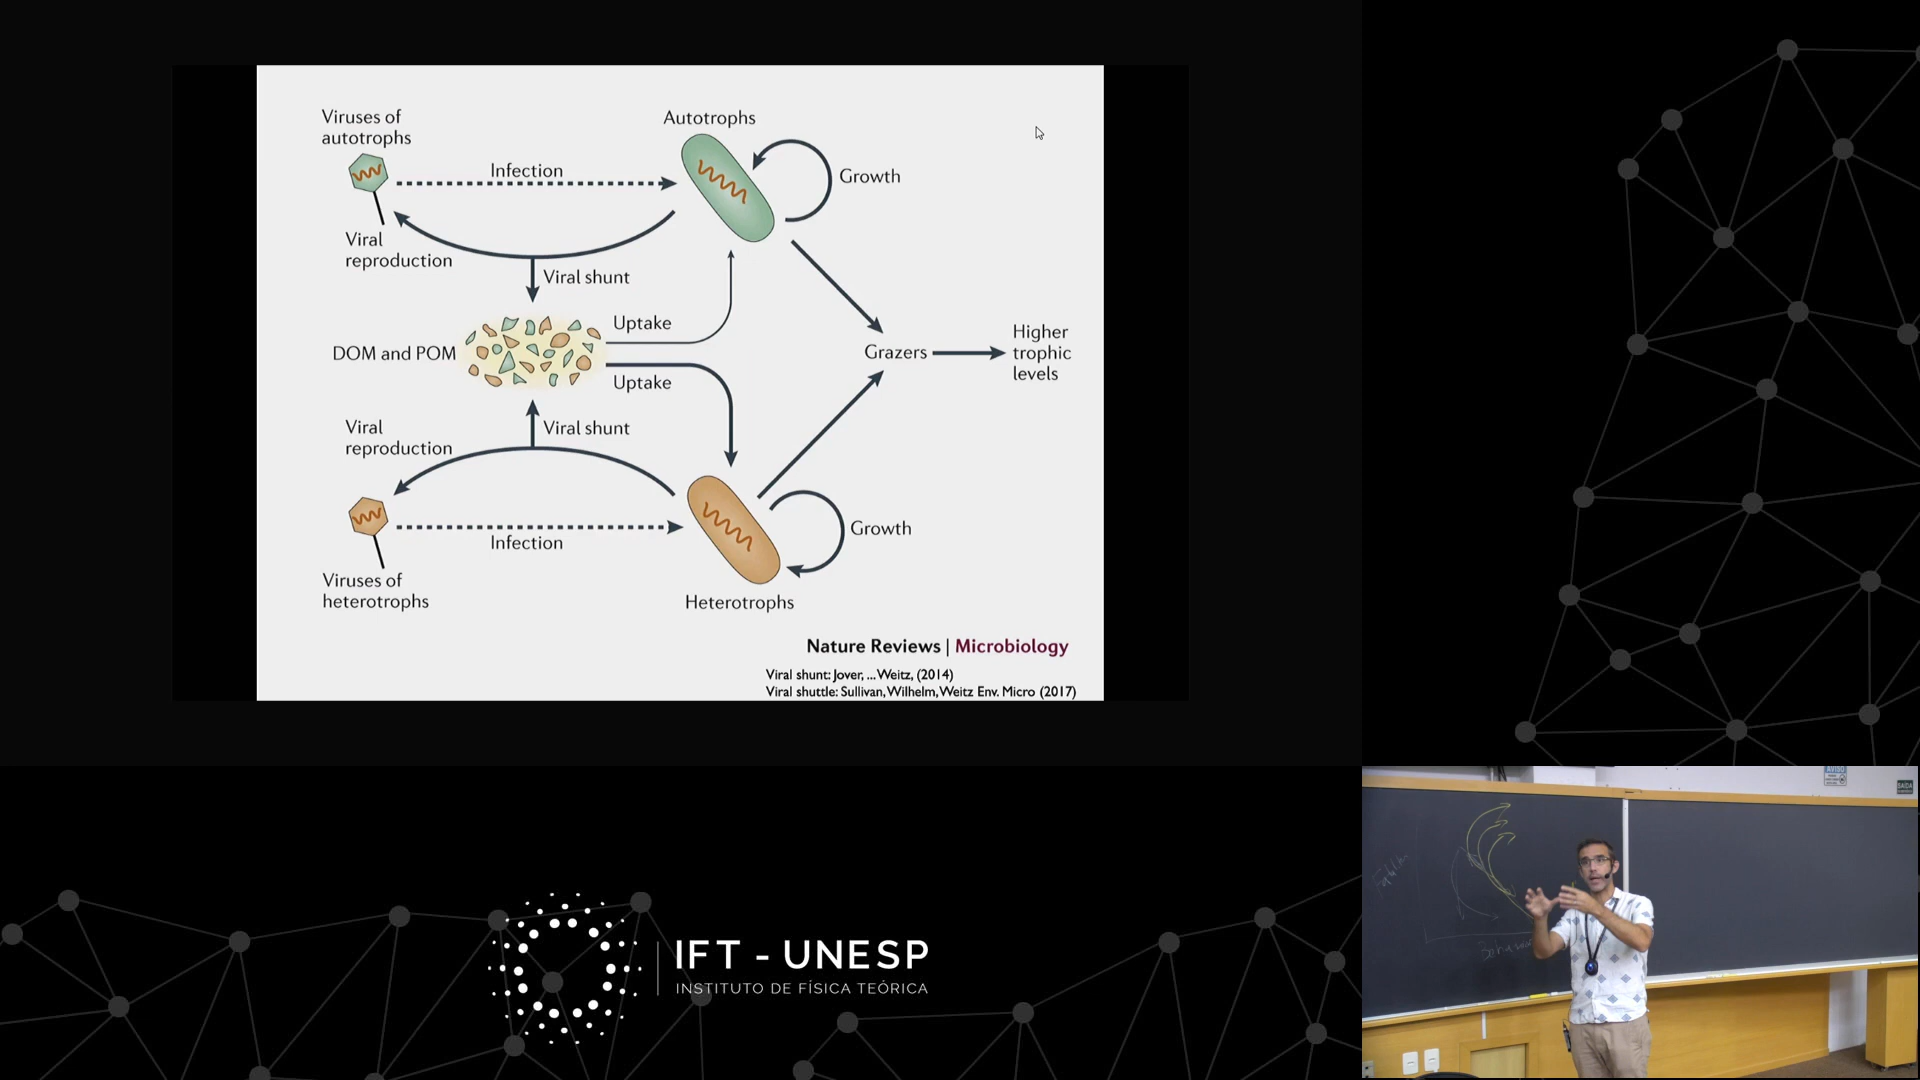 Viruses of
autotrophs
Autotrophs
Infection
Growth
Viral
reproduction
Viral shunt
Uptake
DOM and POM
Uptake
Grazers
Higher
trophic
levels
Viral
reproduction
Viral shunt
Growth
Infection
Viruses of
heterotrophs
Heterotrophs
Nature Reviews | Microbiology
Viral shunt: Jover, ... Weitz, (2014)
Viral shuttle: Sullivan, Wilhelm, Weitz Env. Micro (2017)
IFT - UNESP
INSTITUTO DE FÍSICA TEÓRICA
AVISO
SAÍDA